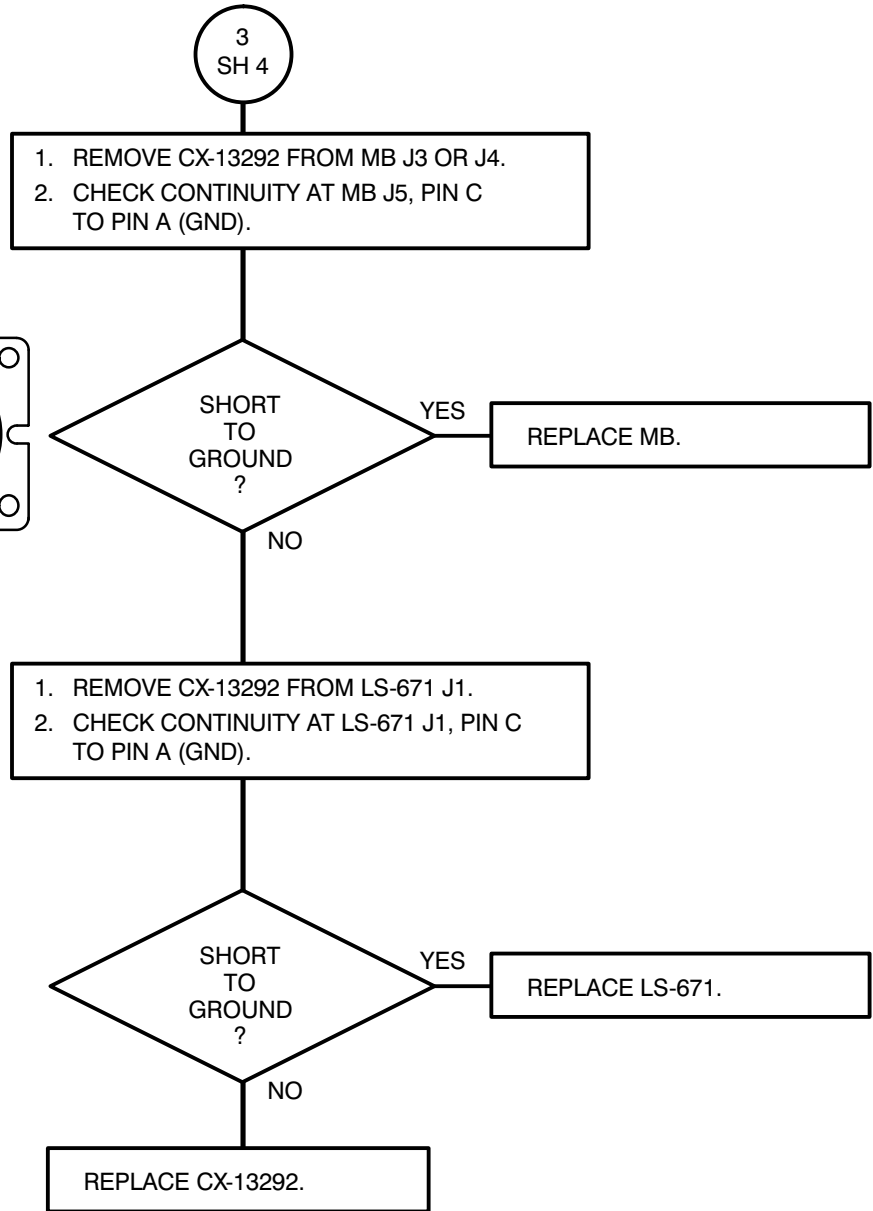 3
SH 4
1. REMOVE CX-13292 FROM MB J3 OR J4.
2. CHECK CONTINUITY AT MB J5, PIN C
TO PIN A (GND).
SHORT
TO
GROUND
?
YES
REPLACE MB.
NO
1. REMOVE CX-13292 FROM LS-671 J1.
2. CHECK CONTINUITY AT LS-671 J1, PIN C
TO PIN A (GND).
SHORT
TO
GROUND
?
YES
REPLACE LS-671.
NO
REPLACE CX-13292.